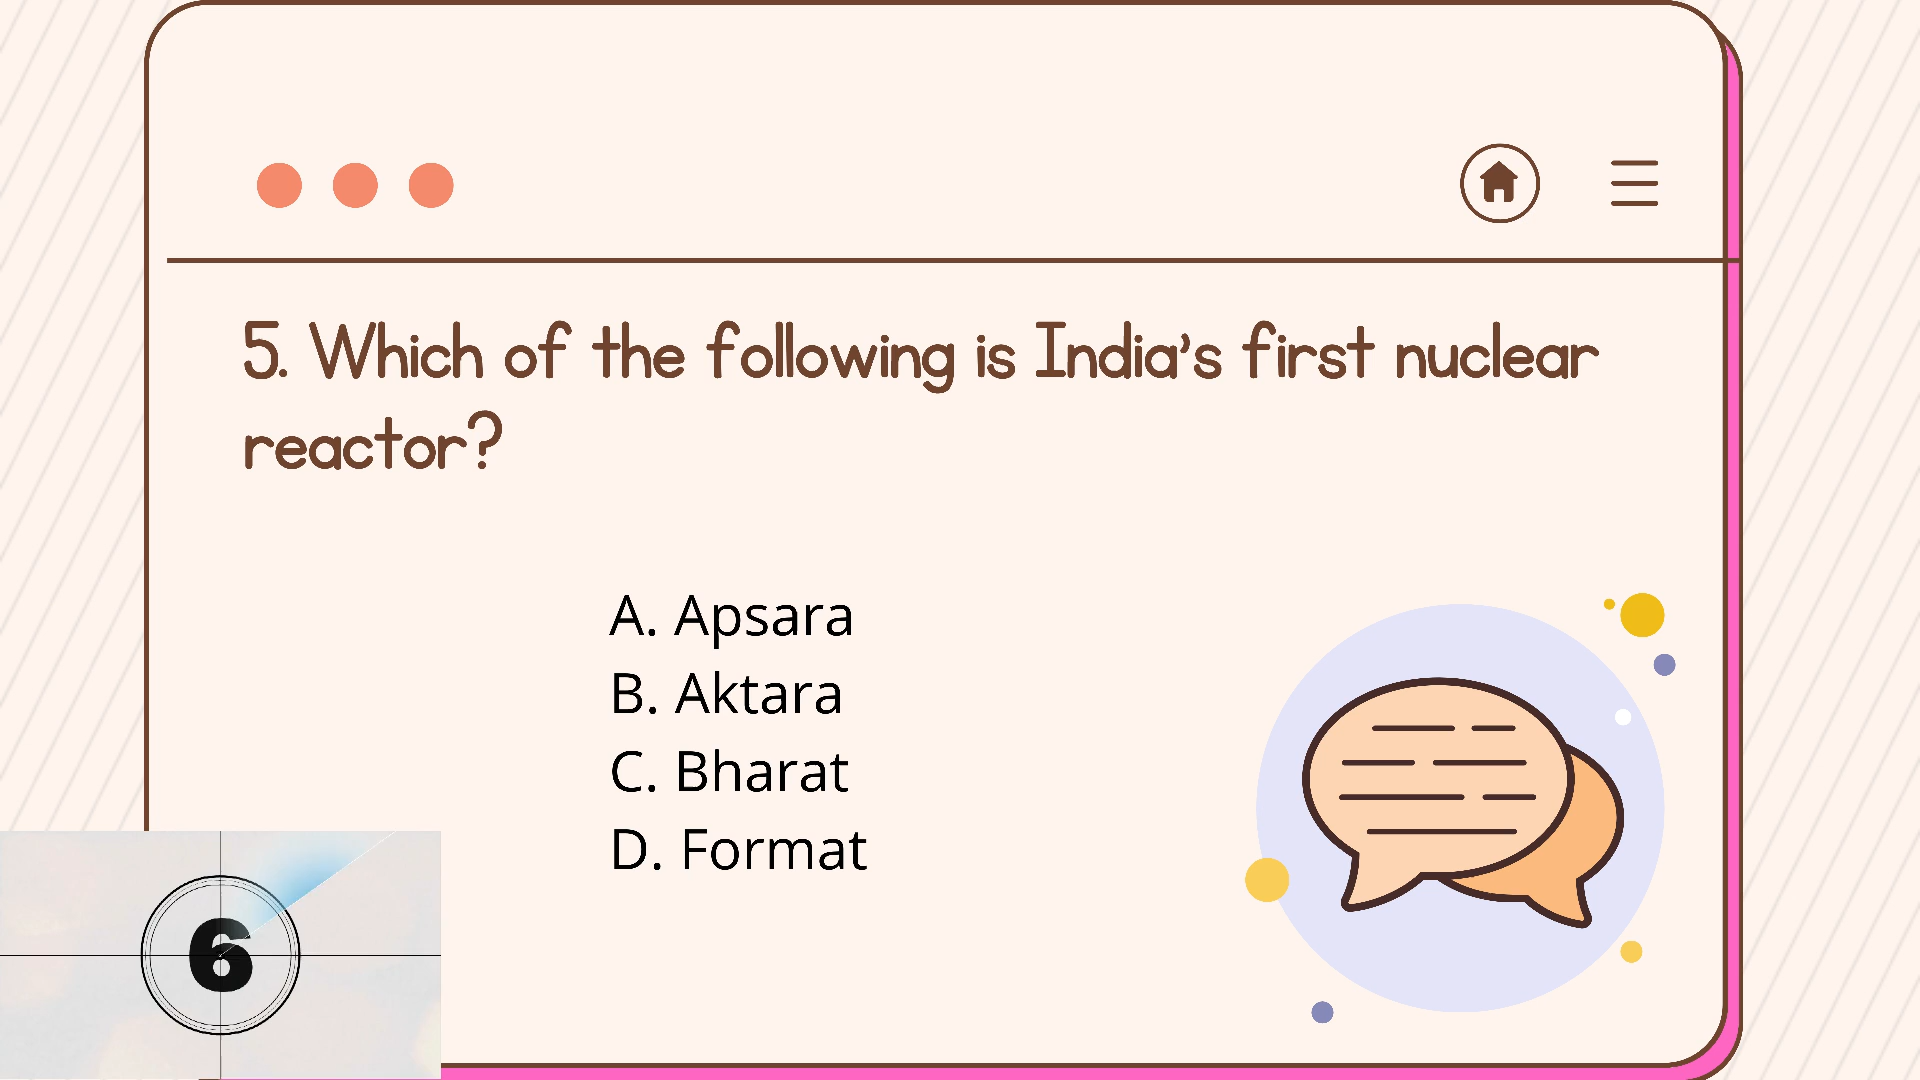 5. Which of the following is India's first nuclear
reactor?
A. Apsara
B. Aktara
C. Bharat
D. Format
6